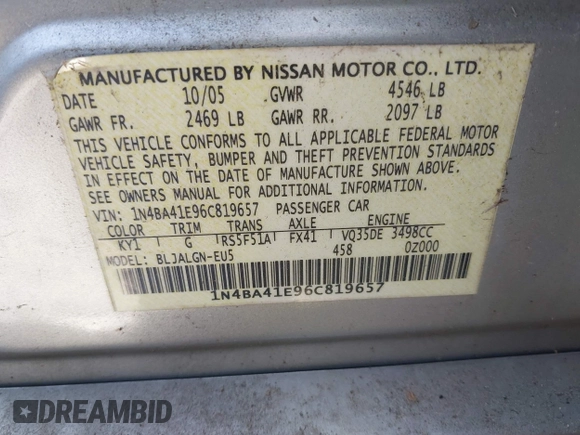 MANUFACTURED BY NISSAN MOTOR CO., LTD.
DATE 10/05 GVWR 4546 LB
GAWR FR. 2469 LB GAWR RR. 2097 LB
THIS VEHICLE CONFORMS TO ALL APPLICABLE FEDERAL MOTOR
VEHICLE SAFETY, BUMPER AND THEFT PREVENTION STANDARDS
IN EFFECT ON THE DATE OF MANUFACTURE SHOWN ABOVE.
SEE OWNERS MANUAL FOR ADDITIONAL INFORMATION.
VIN: 1N4BA41E96C819657 PASSENGER CAR
COLOR TRIM TRANS AXLE ENGINE
KY1 G RS5F51A FX41 VQ35DE 3498CC
MODEL: BLJALGN-EU5 458 0Z000
1N4BA41E96C819657
DREAMBID